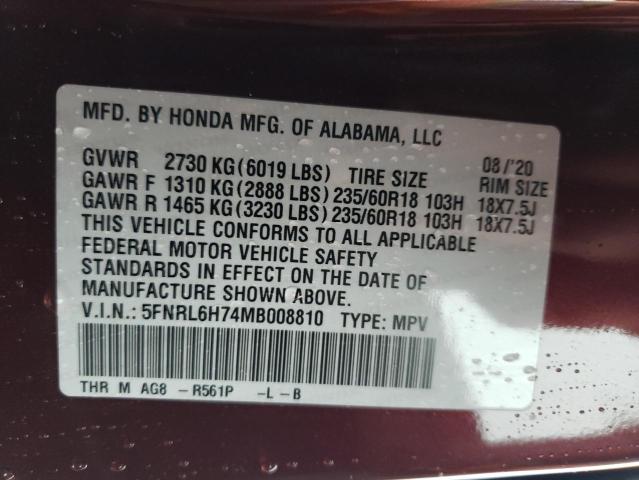 MFD. BY HONDA MFG. OF ALABAMA, LLC
08/'20
GVWR 2730 KG(6019 LBS) TIRE SIZE RIM SIZE
GAWR F 1310 KG(2888 LBS) 235/60R18 103H 18X7.5J
GAWR R 1465 KG(3230 LBS) 235/60R18 103H 18X7.5J
THIS VEHICLE CONFORMS TO ALL APPLICABLE
FEDERAL MOTOR VEHICLE SAFETY
STANDARDS IN EFFECT ON THE DATE OF
MANUFACTURE SHOWN ABOVE.
V.I.N.: 5FNRL6H74MB008810 TYPE: MPV
THR M AG8 -R561P -L-B